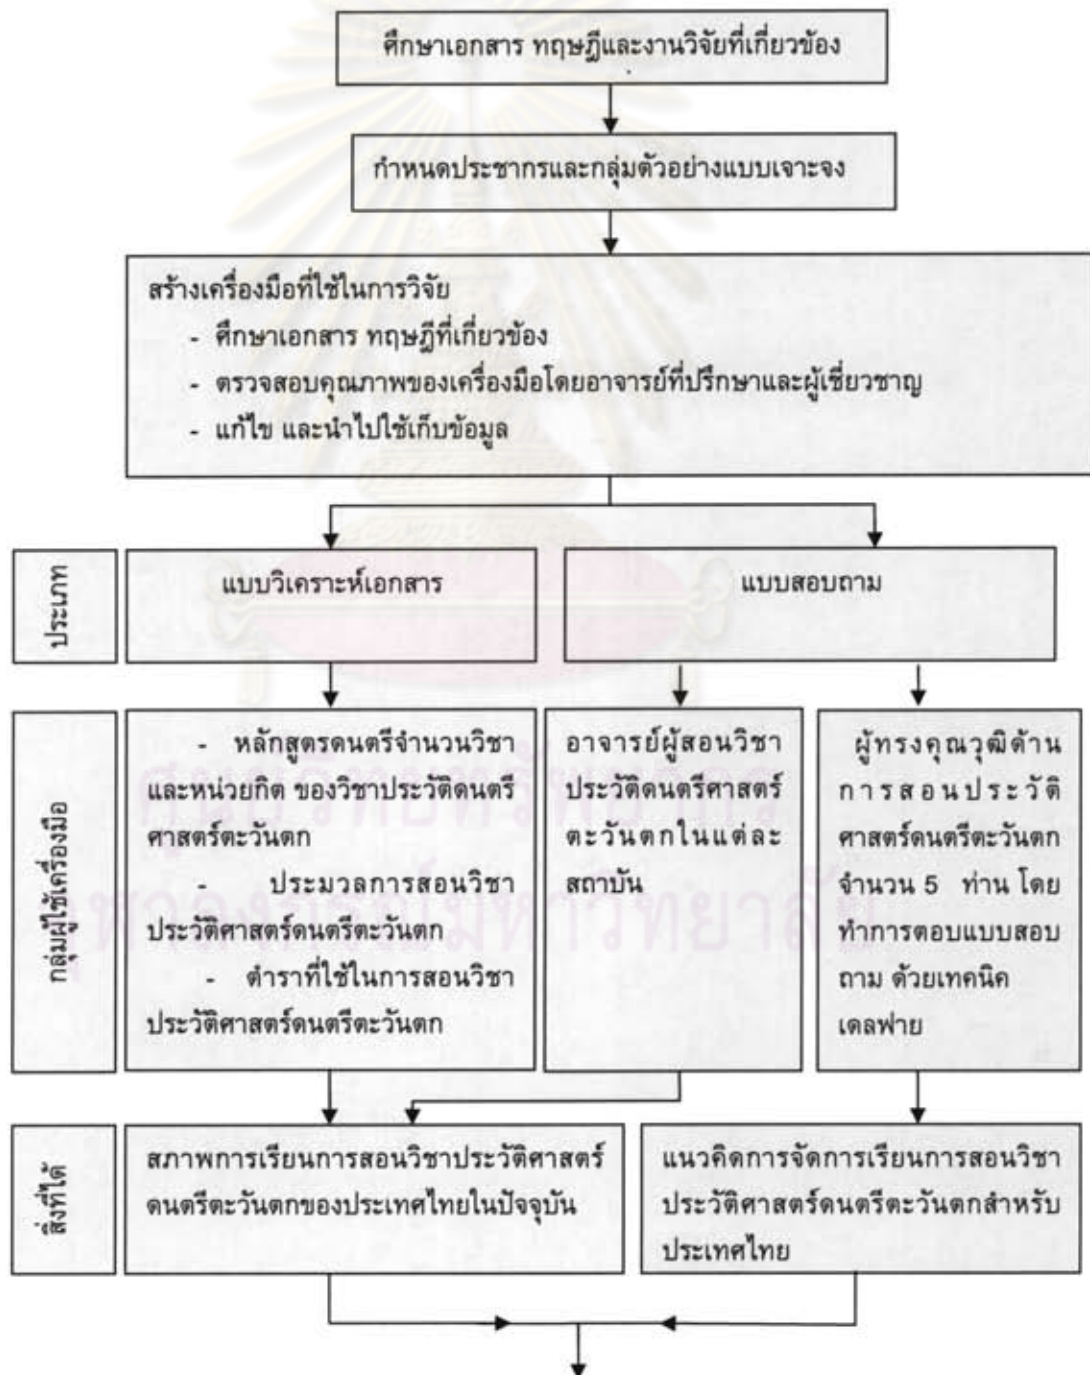 ศึกษาเอกสาร ทฤษฎีและงานวิจัยที่เกี่ยวข้อง
กำหนดประชากรและกลุ่มตัวอย่างแบบเจาะจง
สร้างเครื่องมือที่ใช้ในการวิจัย
- ศึกษาเอกสาร ทฤษฎีที่เกี่ยวข้อง
- ตรวจสอบคุณภาพของเครื่องมือโดยอาจารย์ที่ปรึกษาและผู้เชี่ยวชาญ
- แก้ไข และนำไปใช้เก็บข้อมูล
ประเภท
แบบวิเคราะห์เอกสาร
แบบสอบถาม
กลุ่มผู้ใช้เครื่องมือ
- หลักสูตรดนตรีจำนวนวิชา
และหน่วยกิต ของวิชาประวัติดนตรี
ศาสตร์ตะวันตก
- ประมวลการสอนวิชา
ประวัติศาสตร์ดนตรีตะวันตก
- ตำราที่ใช้ในการสอนวิชา
ประวัติศาสตร์ดนตรีตะวันตก
อาจารย์ผู้สอนวิชา
ประวัติดนตรีศาสตร์
ตะวันตกในแต่ละ
สถาบัน
ผู้ทรงคุณวุฒิด้าน
การสอนประวัติ
ศาสตร์ดนตรีตะวันตก
จำนวน 5 ท่าน โดย
ทำการตอบแบบสอบ
ถาม ด้วยเทคนิค
เดลฟาย
สิ่งที่ได้
สภาพการเรียนการสอนวิชาประวัติศาสตร์
ดนตรีตะวันตกของประเทศไทยในปัจจุบัน
แนวคิดการจัดการเรียนการสอนวิชา
ประวัติศาสตร์ดนตรีตะวันตกสำหรับ
ประเทศไทย
ศูนย์วิทยทรัพยากร
จุฬาลงกรณ์มหาวิทยาลัย